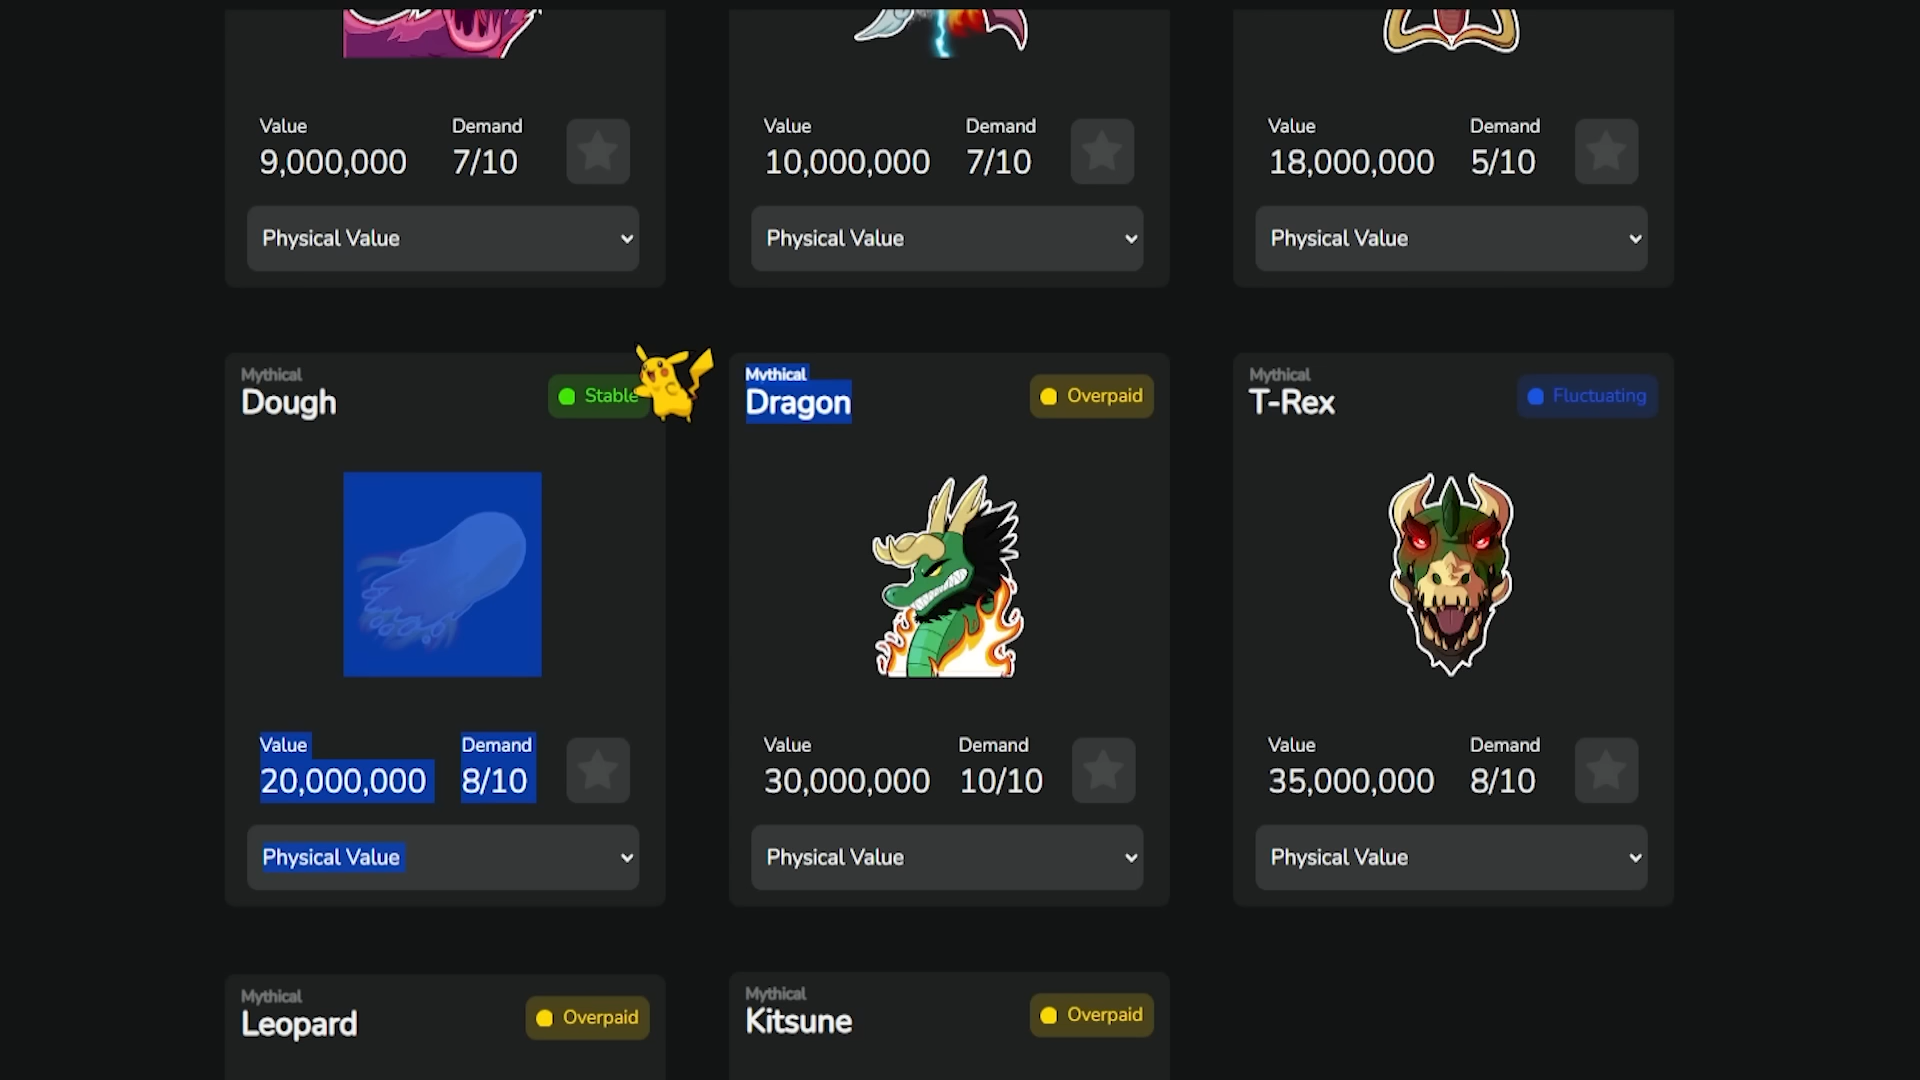 Value Demand
9,000,000 7/10
Physical Value
Value Demand
10,000,000 7/10
Physical Value
Value Demand
18,000,000 5/10
Physical Value
Mythical
Dough
Stable
Value Demand
20,000,000 8/10
Physical Value
Mythical
Dragon
Overpaid
Value Demand
30,000,000 10/10
Physical Value
Mythical
T-Rex
Fluctuating
Value Demand
35,000,000 8/10
Physical Value
Mythical
Leopard
Overpaid
Mythical
Kitsune
Overpaid